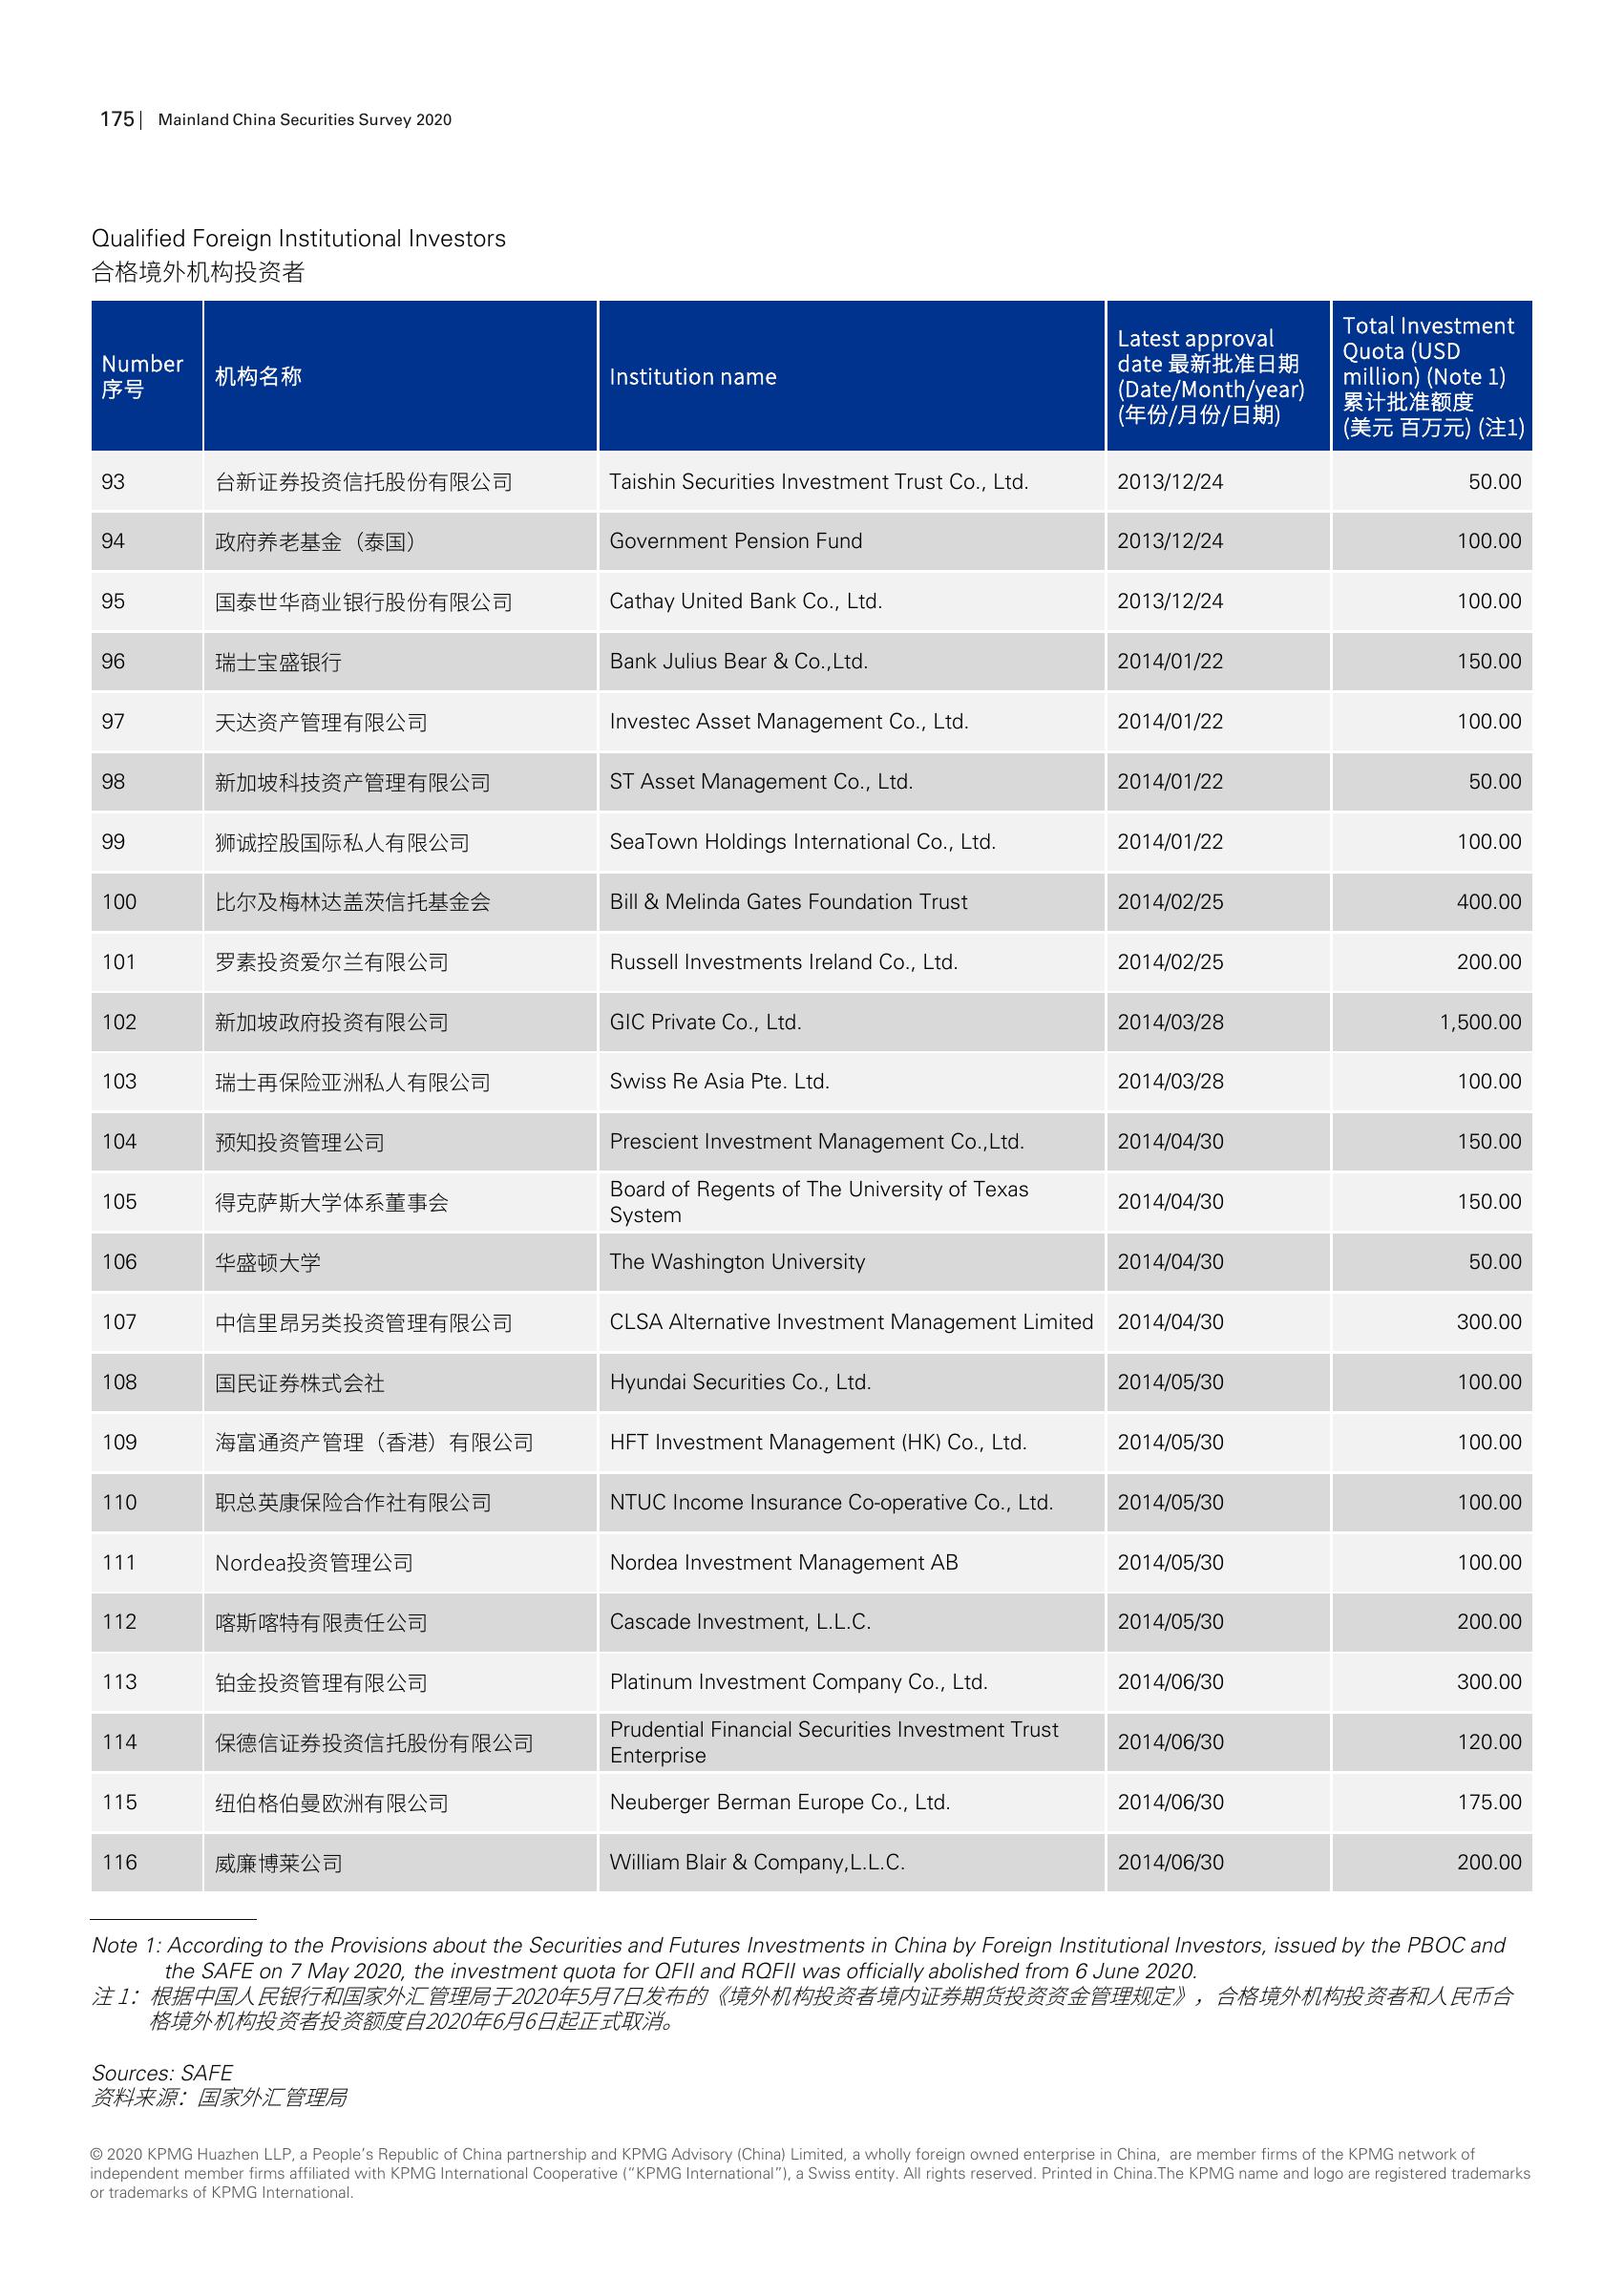 175 | Mainland China Securities Survey 2020
Qualified Foreign Institutional Investors
合格境外机构投资者
Number
序号
机构名称
Institution name
Latest approval
date 最新批准日期
(Date/Month/year)
(年份/月份/日期)
Total Investment
Quota (USD
million) (Note 1)
累计批准额度
(美元 百万元) (注1)
93 台新证券投资信托股份有限公司 Taishin Securities Investment Trust Co., Ltd. 2013/12/24 50.00
94 政府养老基金（泰国） Government Pension Fund 2013/12/24 100.00
95 国泰世华商业银行股份有限公司 Cathay United Bank Co., Ltd. 2013/12/24 100.00
96 瑞士宝盛银行 Bank Julius Bear & Co.,Ltd. 2014/01/22 150.00
97 天达资产管理有限公司 Investec Asset Management Co., Ltd. 2014/01/22 100.00
98 新加坡科技资产管理有限公司 ST Asset Management Co., Ltd. 2014/01/22 50.00
99 狮诚控股国际私人有限公司 SeaTown Holdings International Co., Ltd. 2014/01/22 100.00
100 比尔及梅林达盖茨信托基金会 Bill & Melinda Gates Foundation Trust 2014/02/25 400.00
101 罗素投资爱尔兰有限公司 Russell Investments Ireland Co., Ltd. 2014/02/25 200.00
102 新加坡政府投资有限公司 GIC Private Co., Ltd. 2014/03/28 1,500.00
103 瑞士再保险亚洲私人有限公司 Swiss Re Asia Pte. Ltd. 2014/03/28 100.00
104 预知投资管理公司 Prescient Investment Management Co.,Ltd. 2014/04/30 150.00
105 得克萨斯大学体系董事会 Board of Regents of The University of Texas
System 2014/04/30 150.00
106 华盛顿大学 The Washington University 2014/04/30 50.00
107 中信里昂另类投资管理有限公司 CLSA Alternative Investment Management Limited 2014/04/30 300.00
108 国民证券株式会社 Hyundai Securities Co., Ltd. 2014/05/30 100.00
109 海富通资产管理（香港）有限公司 HFT Investment Management (HK) Co., Ltd. 2014/05/30 100.00
110 职总英康保险合作社有限公司 NTUC Income Insurance Co-operative Co., Ltd. 2014/05/30 100.00
111 Nordea投资管理公司 Nordea Investment Management AB 2014/05/30 100.00
112 喀斯喀特有限责任公司 Cascade Investment, L.L.C. 2014/05/30 200.00
113 铂金投资管理有限公司 Platinum Investment Company Co., Ltd. 2014/06/30 300.00
114 保德信证券投资信托股份有限公司 Prudential Financial Securities Investment Trust
Enterprise 2014/06/30 120.00
115 纽伯格伯曼欧洲有限公司 Neuberger Berman Europe Co., Ltd. 2014/06/30 175.00
116 威廉博莱公司 William Blair & Company,L.L.C. 2014/06/30 200.00
Note 1: According to the Provisions about the Securities and Futures Investments in China by Foreign Institutional Investors, issued by the PBOC and
the SAFE on 7 May 2020, the investment quota for QFII and RQFII was officially abolished from 6 June 2020.
注 1：根据中国人民银行和国家外汇管理局于2020年5月7日发布的《境外机构投资者境内证券期货投资资金管理规定》，合格境外机构投资者和人民币合
格境外机构投资者投资额度自2020年6月6日起正式取消。
Sources: SAFE
资料来源：国家外汇管理局
© 2020 KPMG Huazhen LLP, a People’s Republic of China partnership and KPMG Advisory (China) Limited, a wholly foreign owned enterprise in China, are member firms of the KPMG network of
independent member firms affiliated with KPMG International Cooperative (“KPMG International”), a Swiss entity. All rights reserved. Printed in China.The KPMG name and logo are registered trademarks
or trademarks of KPMG International.